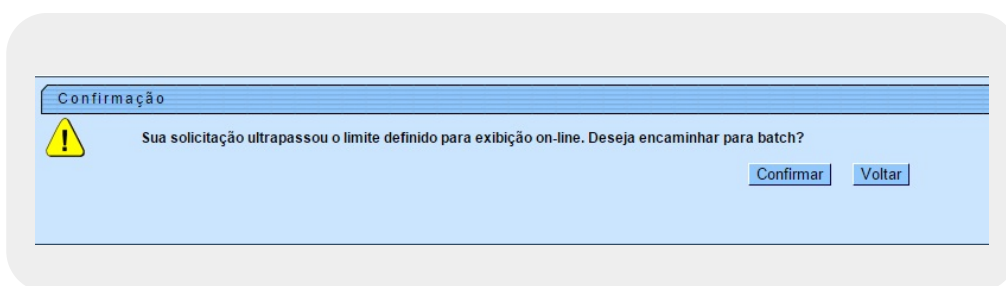 Confirmação
Sua solicitação ultrapassou o limite definido para exibição on-line. Deseja encaminhar para batch?
Confirmar Voltar